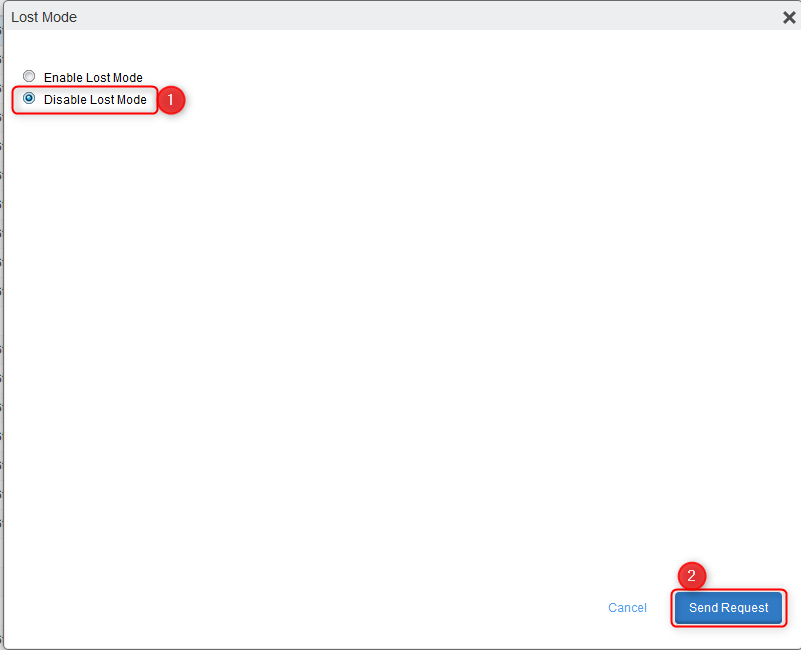 Lost Mode
Enable Lost Mode
Disable Lost Mode 1
2
Cancel Send Request